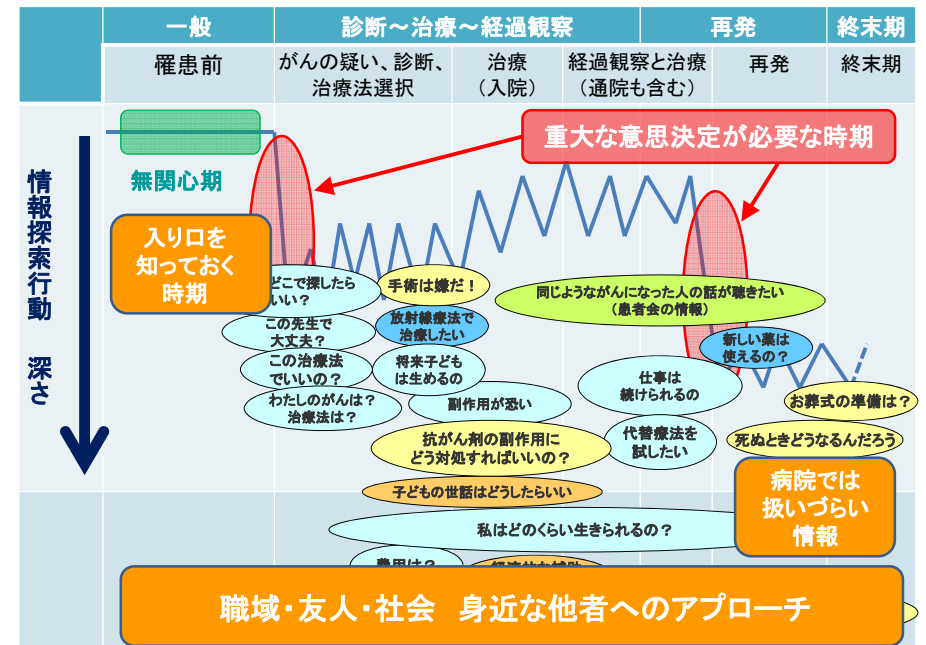 一般
診断～治療～経過観察
再発
終末期
罹患前
がんの疑い、診断、
治療法選択
治療
（入院）
経過観察と治療
（通院も含む）
再発
終末期
重大な意思決定が必要な時期
無関心期
情報探索行動　深さ
入り口を
知っておく
時期
どこで探したら
いい？
手術は嫌だ！
同じようながんになった人の話が聴きたい
（患者会の情報）
この先生で
大丈夫？
放射線療法で
治療したい
新しい薬は
使えるの？
この治療法
でいいの？
将来子ども
は生めるの
仕事は
続けられるの
わたしのがんは？
治療法は？
副作用が恐い
お葬式の準備は？
抗がん剤の副作用に
どう対処すればいいの？
代替療法を
試したい
死ぬときどうなるんだろう
子どもの世話はどうしたらいい
病院では
扱いづらい
情報
私はどのくらい生きられるの？
費用は？
職域・友人・社会　身近な他者へのアプローチ